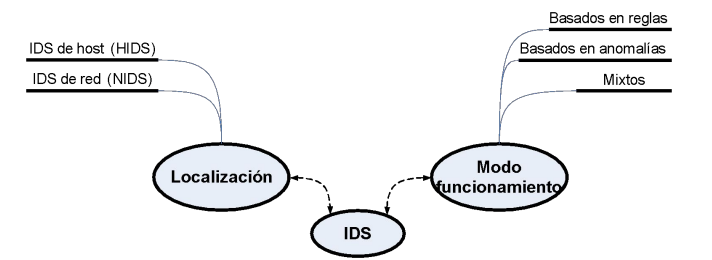 Basados en reglas
IDS de host (HIDS)
Basados en anomalías
IDS de red (NIDS)
Mixtos
Localización
Modo
funcionamiento
IDS